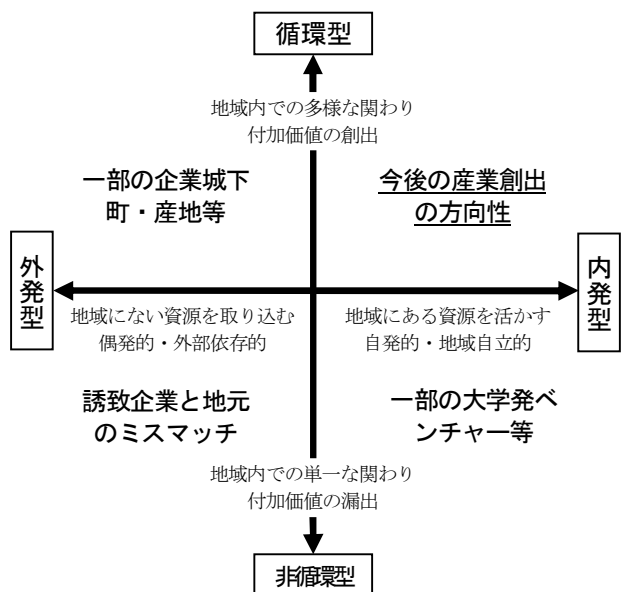 循環型
地域内での多様な関わり
付加価値の創出
一部の企業城下
町・産地等
今後の産業創出
の方向性
外発型
内発型
地域にない資源を取り込む
偶発的・外部依存的
地域にある資源を活かす
自発的・地域自立的
誘致企業と地元
のミスマッチ
一部の大学発ベ
ンチャー等
地域内での単一な関わり
付加価値の漏出
非循環型